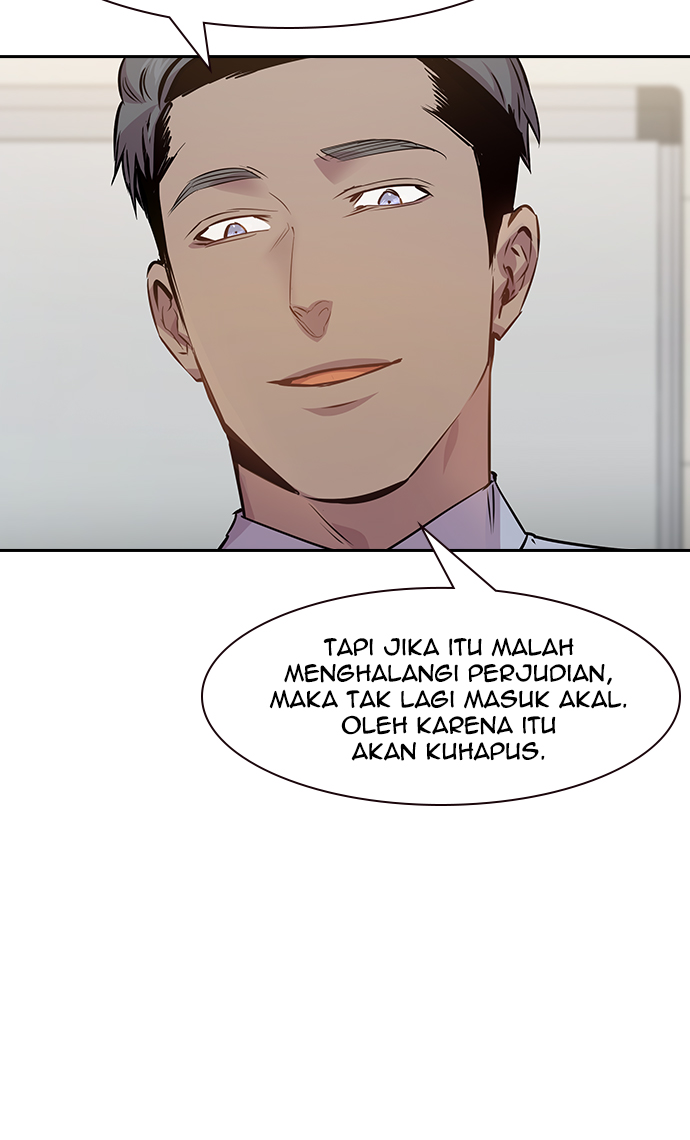 TAPI JIKA ITU MALAH
MENGHALANGI PERJUDIAN,
MAKA TAK LAGI MASUK AKAL.
OLEH KARENA ITU
AKAN KUHAPUS.